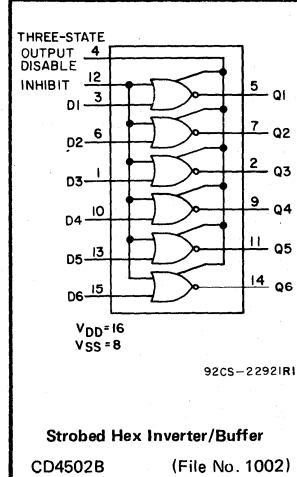 THREE-STATE
OUTPUT 4
DISABLE
INHIBIT 12
D1 3
5 Q1
D2 6
7 Q2
D3 1
2 Q3
D4 10
9 Q4
D5 13
11 Q5
D6 15
14 Q6
VDD=16
VSS=8
92CS-22921R1
Strobed Hex Inverter/Buffer
CD4502B (File No. 1002)